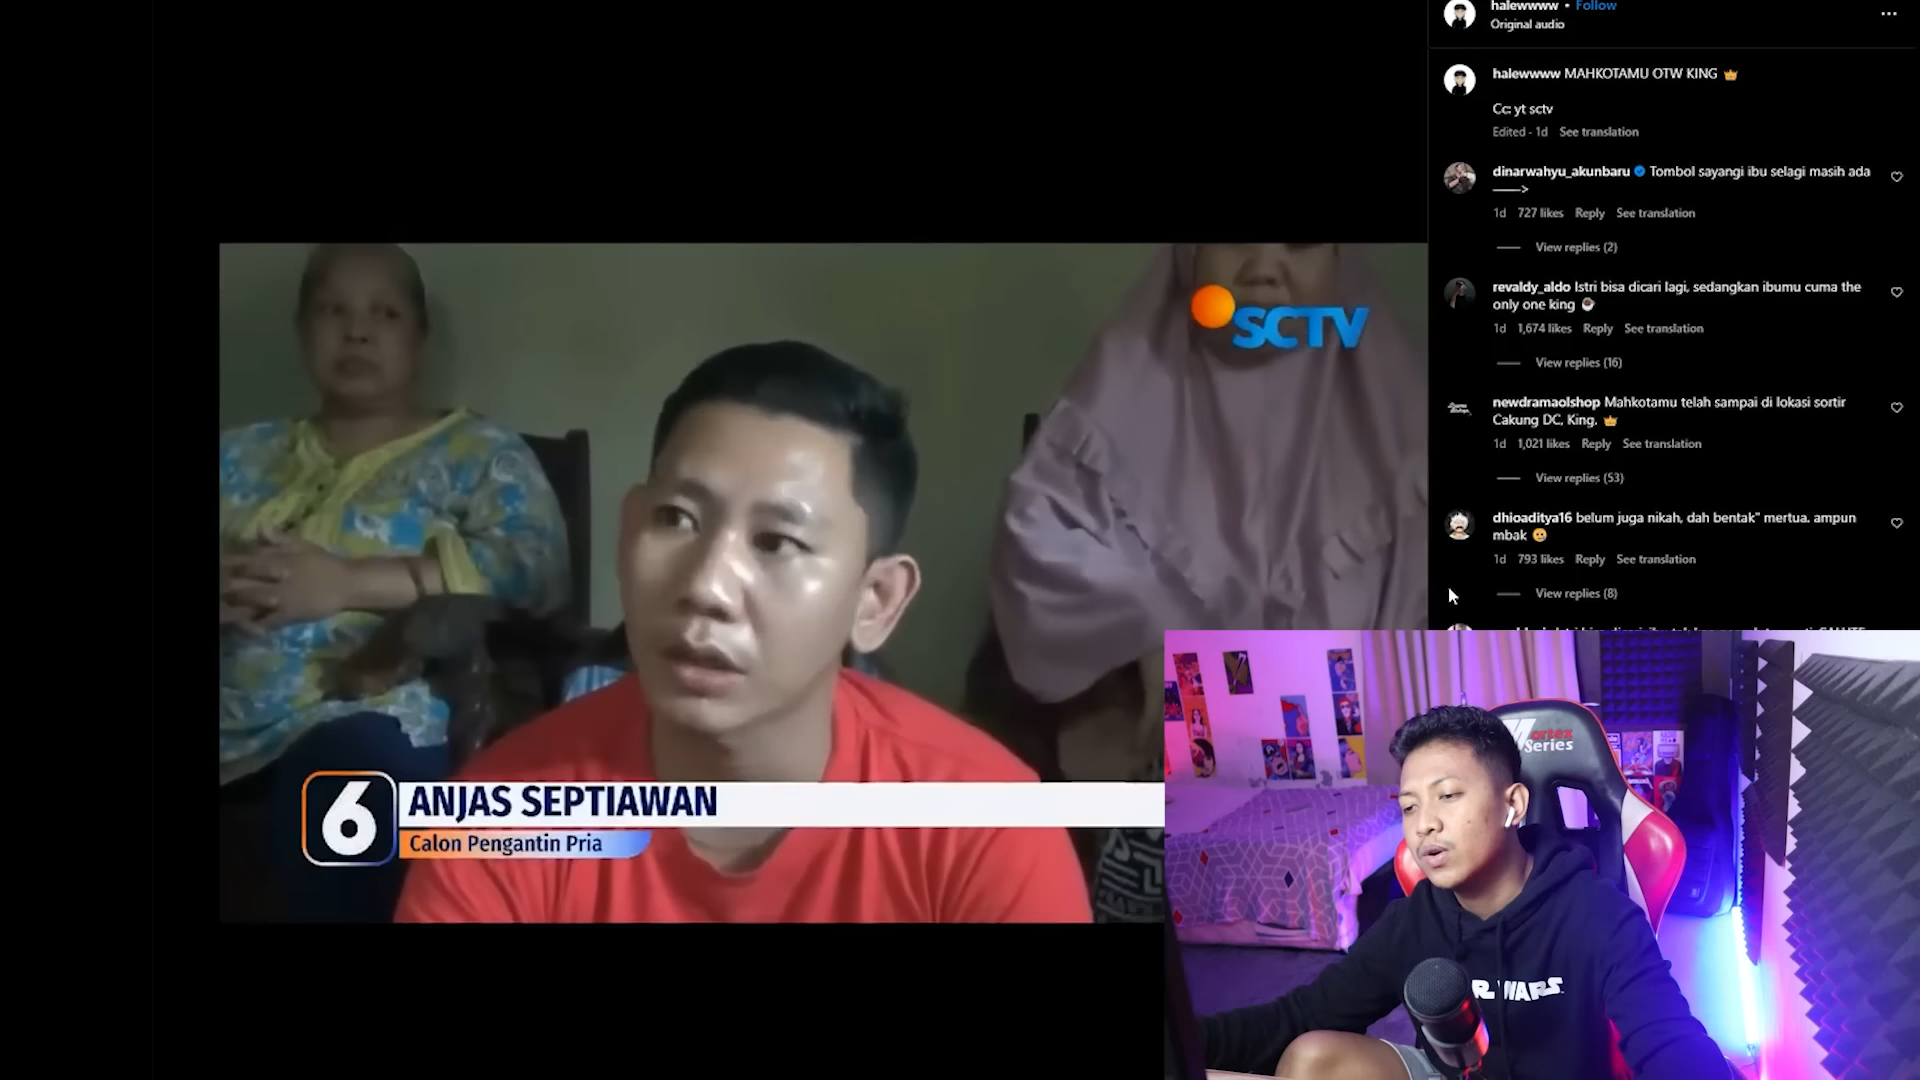 halewwww • Follow
Original audio
halewwww MAHKOTAMU OTW KING 👑
Cc: yt sctv
Edited · 1d See translation
dinarwahyu_akunbaru Tombol sayangi ibu selagi masih ada
——>
1d 727 likes Reply See translation
View replies (2)
revaldy_aldo Istri bisa dicari lagi, sedangkan ibumu cuma the
only one king
1d 1,674 likes Reply See translation
View replies (16)
newdramaolshop Mahkotamu telah sampai di lokasi sortir
Cakung DC, King. 👑
1d 1,021 likes Reply See translation
View replies (53)
dhioaditya16 belum juga nikah, dah bentak" mertua. ampun
mbak
1d 793 likes Reply See translation
View replies (8)
SCTV
6
ANJAS SEPTIAWAN
Calon Pengantin Pria
Vortex
Series
R WARS